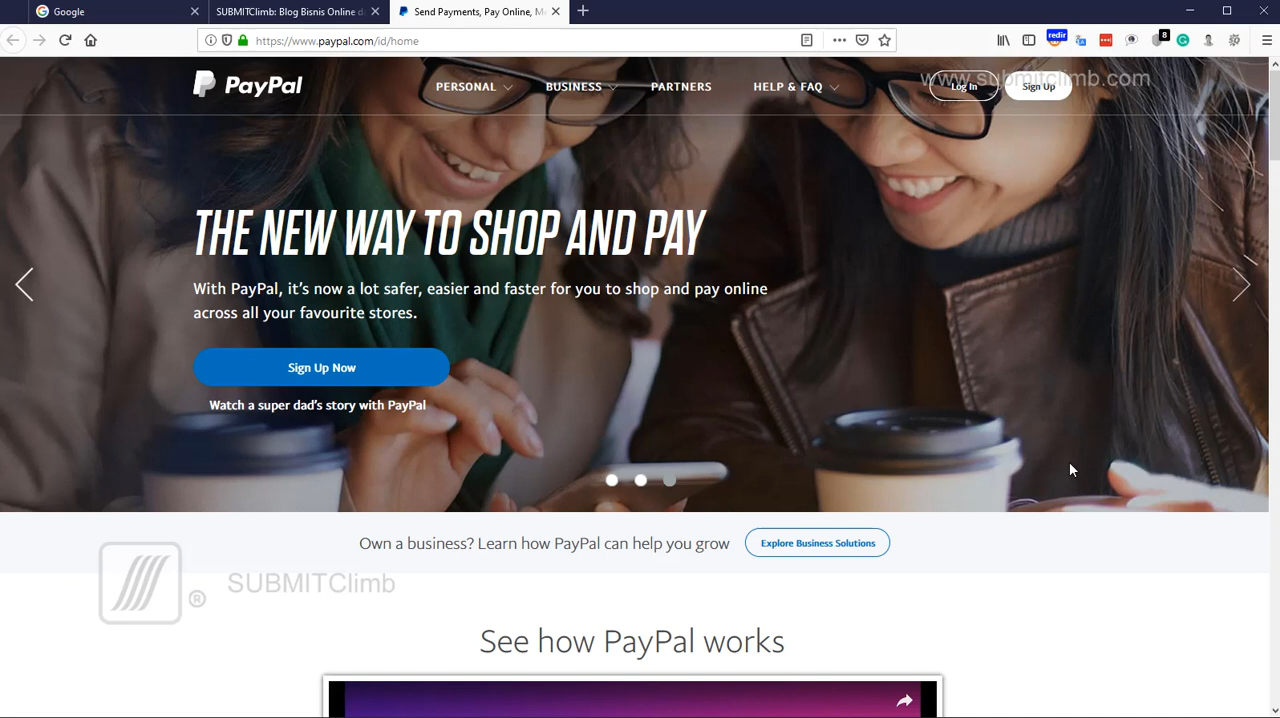 Google
SUBMITClimb: Blog Bisnis Online d
Send Payments, Pay Online, Me
https://www.paypal.com/id/home
redir
8
PayPal
PERSONAL
BUSINESS
PARTNERS
HELP & FAQ
Log In
Sign Up
www.submitclimb.com
THE NEW WAY TO SHOP AND PAY
With PayPal, it's now a lot safer, easier and faster for you to shop and pay online
across all your favourite stores.
Sign Up Now
Watch a super dad's story with PayPal
Own a business? Learn how PayPal can help you grow
Explore Business Solutions
® SUBMITClimb
See how PayPal works